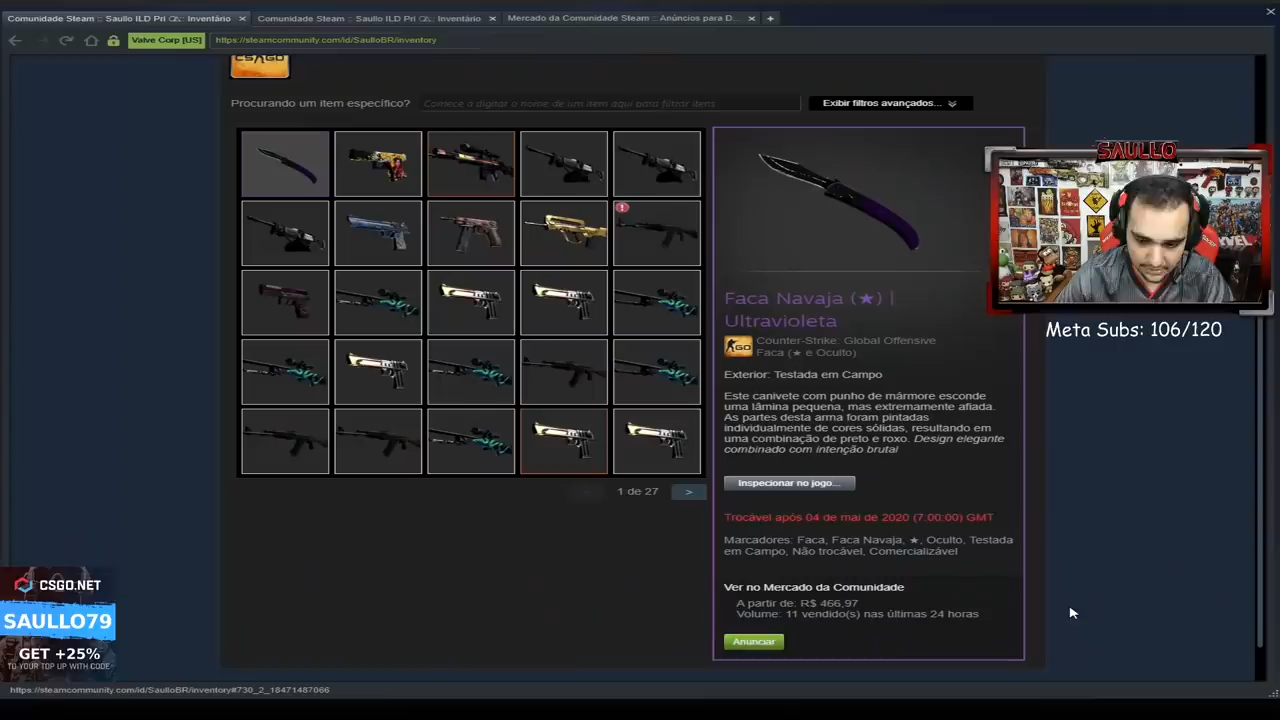 Comunidade Steam :: Saullo ILD Pri :: Inventário
Comunidade Steam :: Saullo ILD Pri :: Inventário
Mercado da Comunidade Steam :: Anúncios para D...
Valve Corp [US]
https://steamcommunity.com/id/SaulloBR/inventory
CS:GO
Procurando um item específico?
Comece a digitar o nome de um item aqui para filtrar itens
Exibir filtros avançados...
SAULLO
MARVEL
Meta Subs: 106/120
Faca Navaja (★) |
Ultravioleta
GO
Counter-Strike: Global Offensive
Faca (★ e Oculto)
Exterior: Testada em Campo
Este canivete com punho de mármore esconde
uma lâmina pequena, mas extremamente afiada.
As partes desta arma foram pintadas
individualmente de cores sólidas, resultando em
uma combinação de preto e roxo. Design elegante
combinado com intenção brutal
Inspecionar no jogo...
1 de 27
>
Trocável após 04 de mai de 2020 (7:00:00) GMT
Marcadores: Faca, Faca Navaja, ★, Oculto, Testada
em Campo, Não trocável, Comercializável
Ver no Mercado da Comunidade
A partir de: R$ 466,97
Volume: 11 vendido(s) nas últimas 24 horas
Anunciar
CSGO.NET
SAULLO79
GET +25%
TO YOUR TOP UP WITH CODE
https://steamcommunity.com/id/SaulloBR/inventory#730_2_18471487066